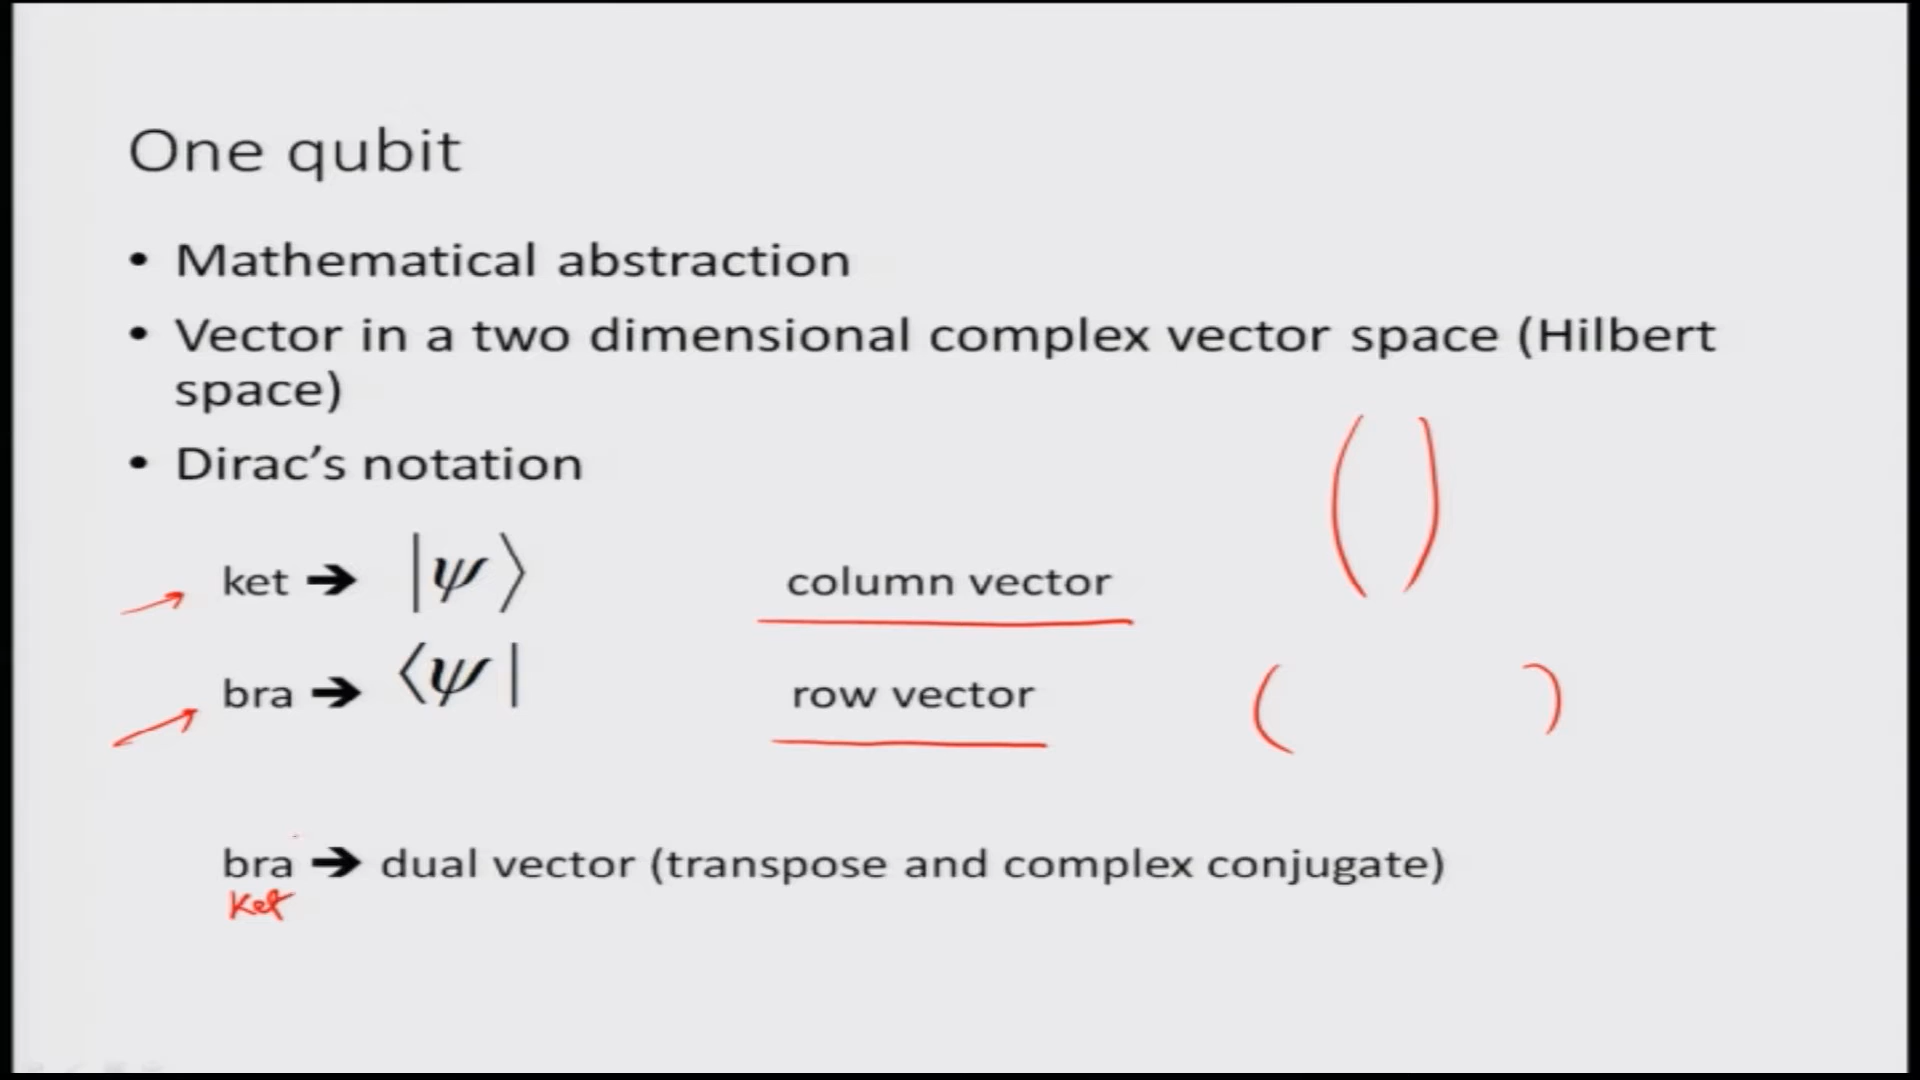 One qubit
• Mathematical abstraction
• Vector in a two dimensional complex vector space (Hilbert
space)
• Dirac’s notation
ket ➔ |ψ⟩ column vector ( )
bra ➔ ⟨ψ| row vector ( )
bra ➔ dual vector (transpose and complex conjugate)
Ket